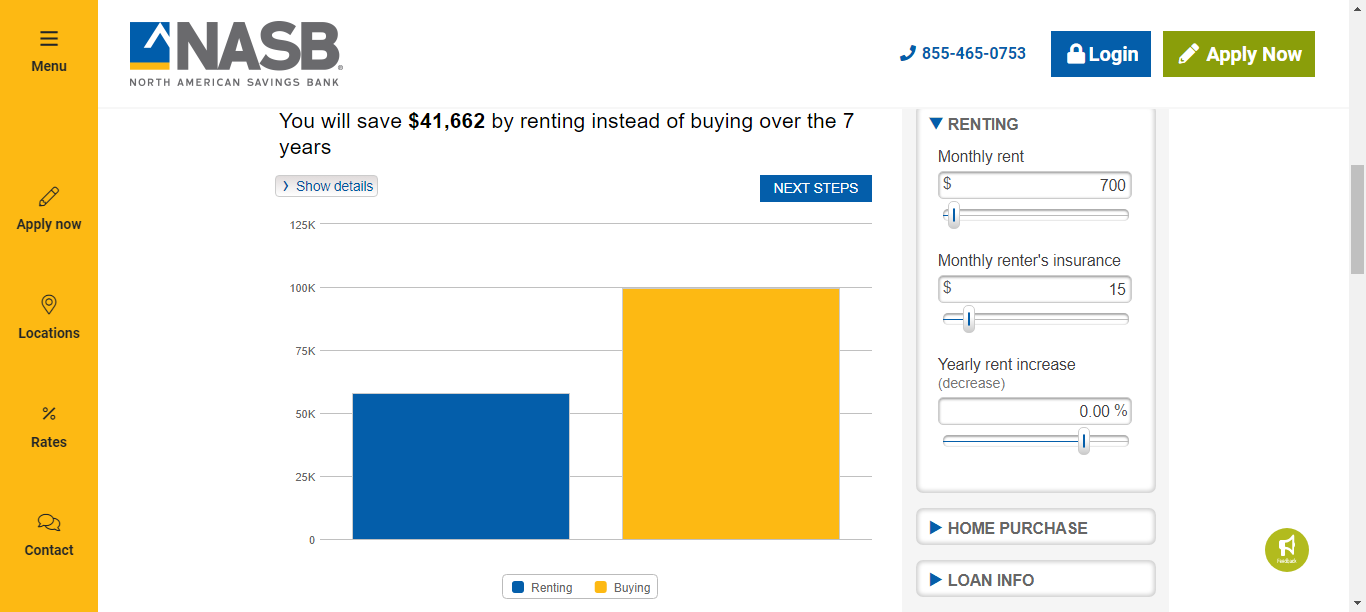 Menu
Apply now
Locations
Rates
Contact
NASB®
NORTH AMERICAN SAVINGS BANK
855-465-0753
Login
Apply Now
You will save $41,662 by renting instead of buying over the 7
years
Show details
NEXT STEPS
125K
100K
75K
50K
25K
0
Renting
Buying
RENTING
Monthly rent
$ 700
Monthly renter's insurance
$ 15
Yearly rent increase
(decrease)
0.00 %
HOME PURCHASE
LOAN INFO
Feedback